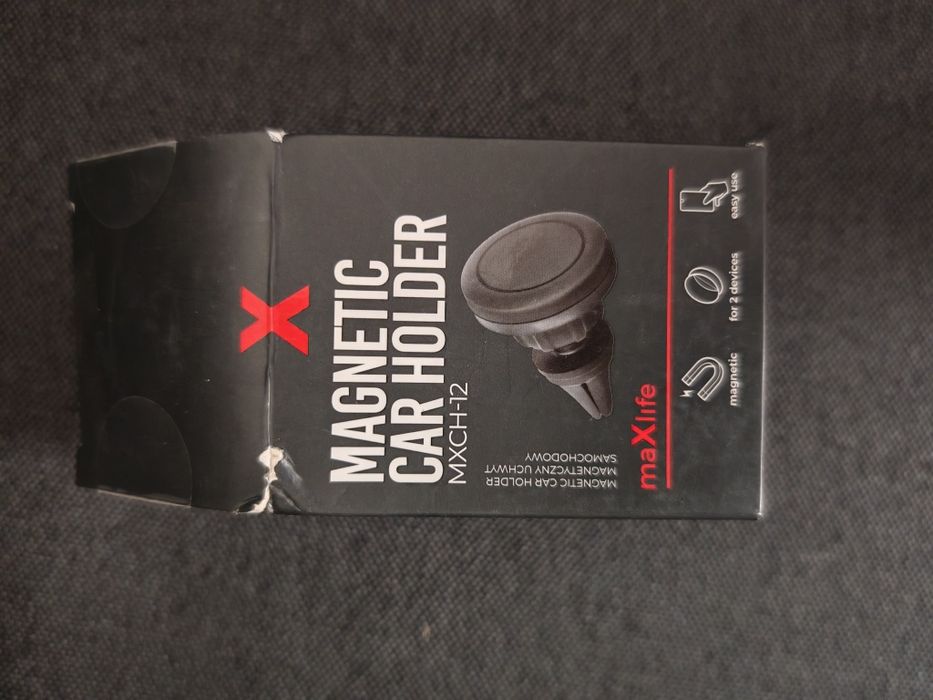 X
MAGNETIC
CAR HOLDER
MXCH-12
MAGNETIC CAR HOLDER
MAGNETYCZNY UCHWYT
SAMOCHODOWY
maXlife
magnetic
for 2 devices
easy use